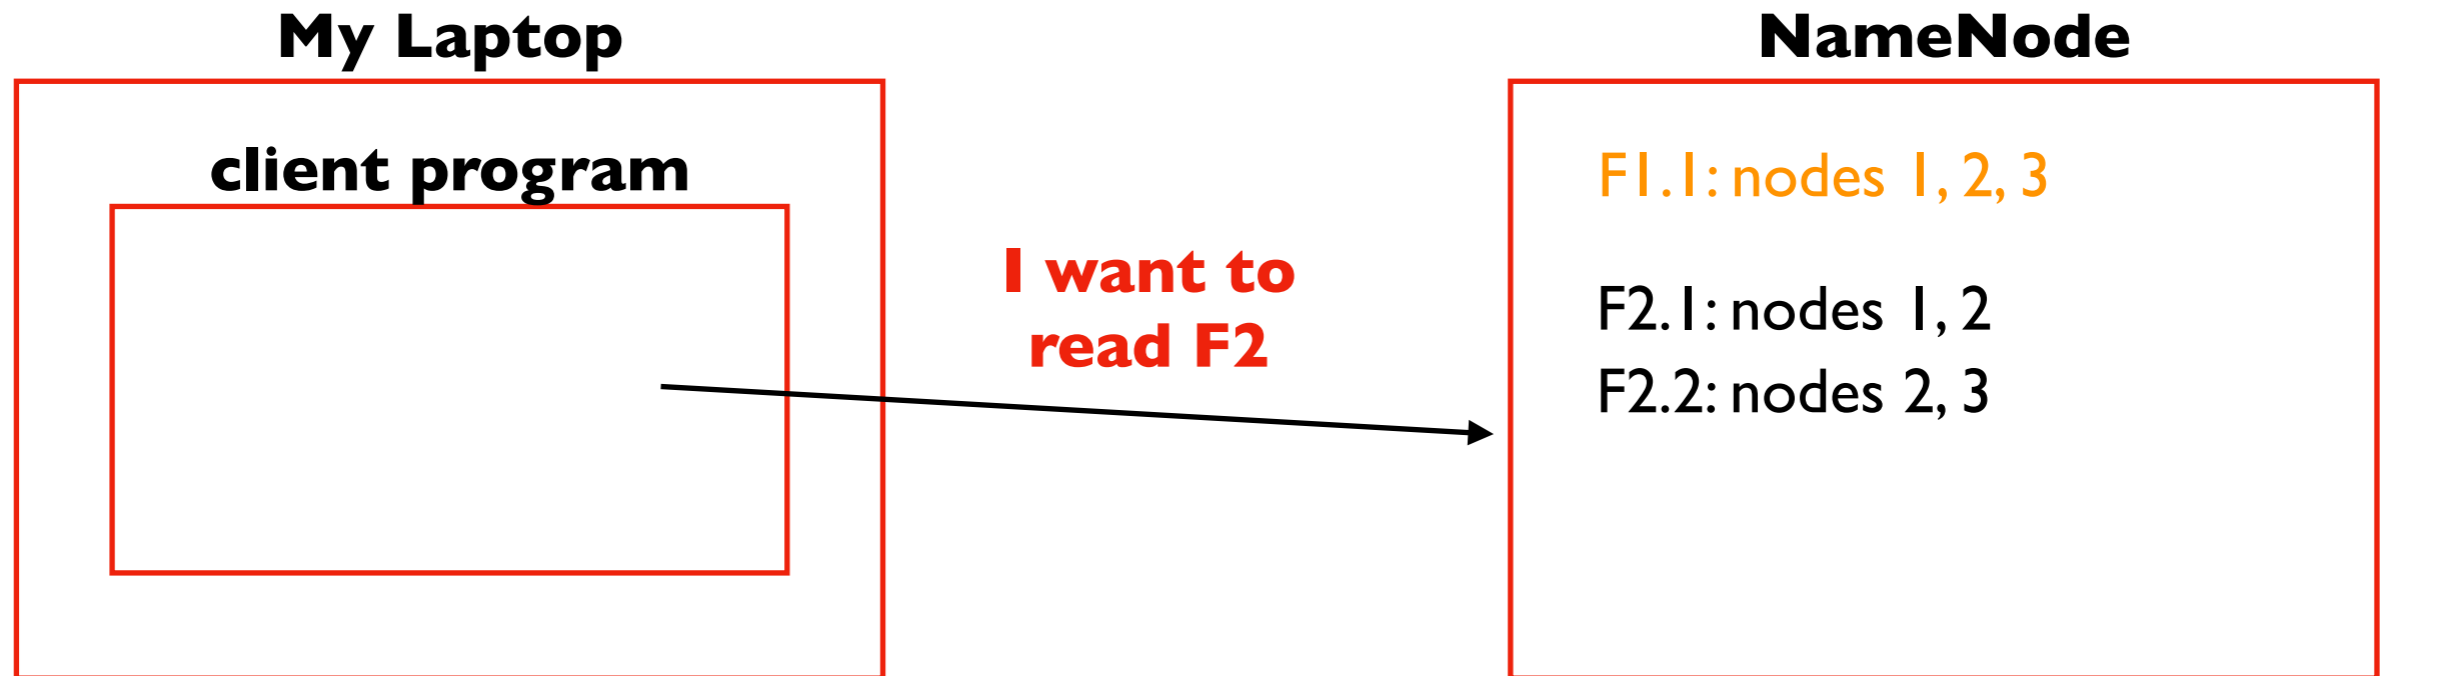 My Laptop
NameNode
client program
I want to
read F2
F1.1: nodes 1, 2, 3
F2.1: nodes 1, 2
F2.2: nodes 2, 3